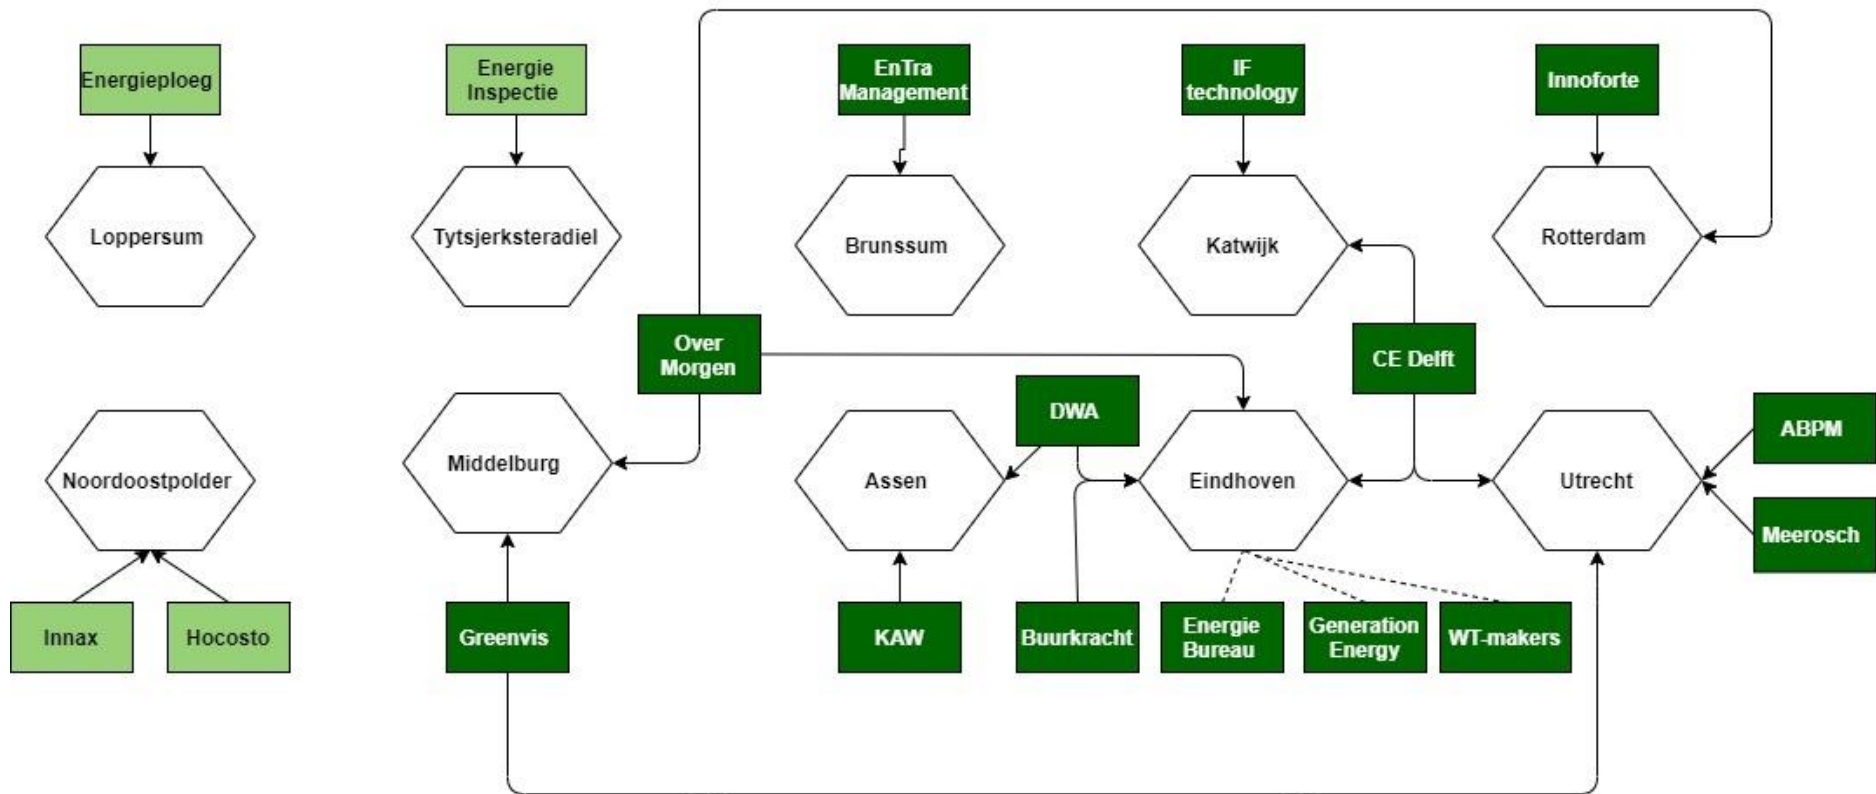 Energieploeg
Energie
Inspectie
EnTra
Management
IF
technology
Innoforte
Loppersum
Tytsjerksteradiel
Brunssum
Katwijk
Rotterdam
Over
Morgen
CE Delft
DWA
ABPM
Noordoostpolder
Middelburg
Assen
Eindhoven
Utrecht
Meerosch
Innax
Hocosto
Greenvis
KAW
Buurkracht
Energie
Bureau
Generation
Energy
WT-makers